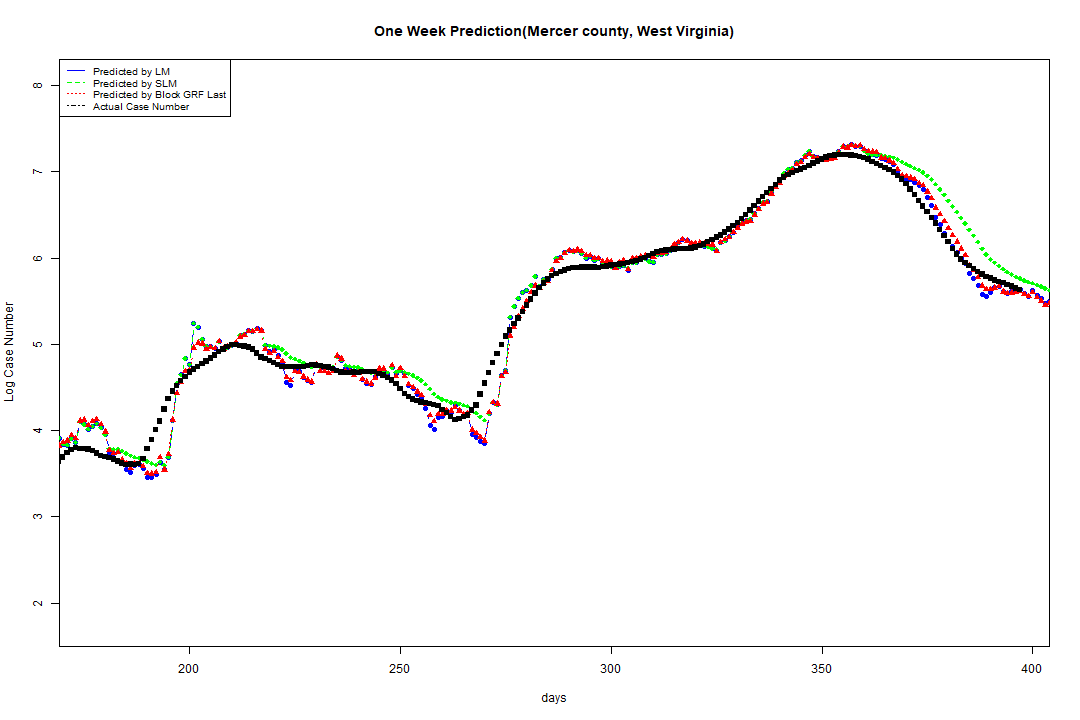 One Week Prediction(Mercer county, West Virginia)
Predicted by LM
Predicted by SLM
Predicted by Block GRF Last
Actual Case Number
8
7
6
5
4
3
2
Log Case Number
200 250 300 350 400
days